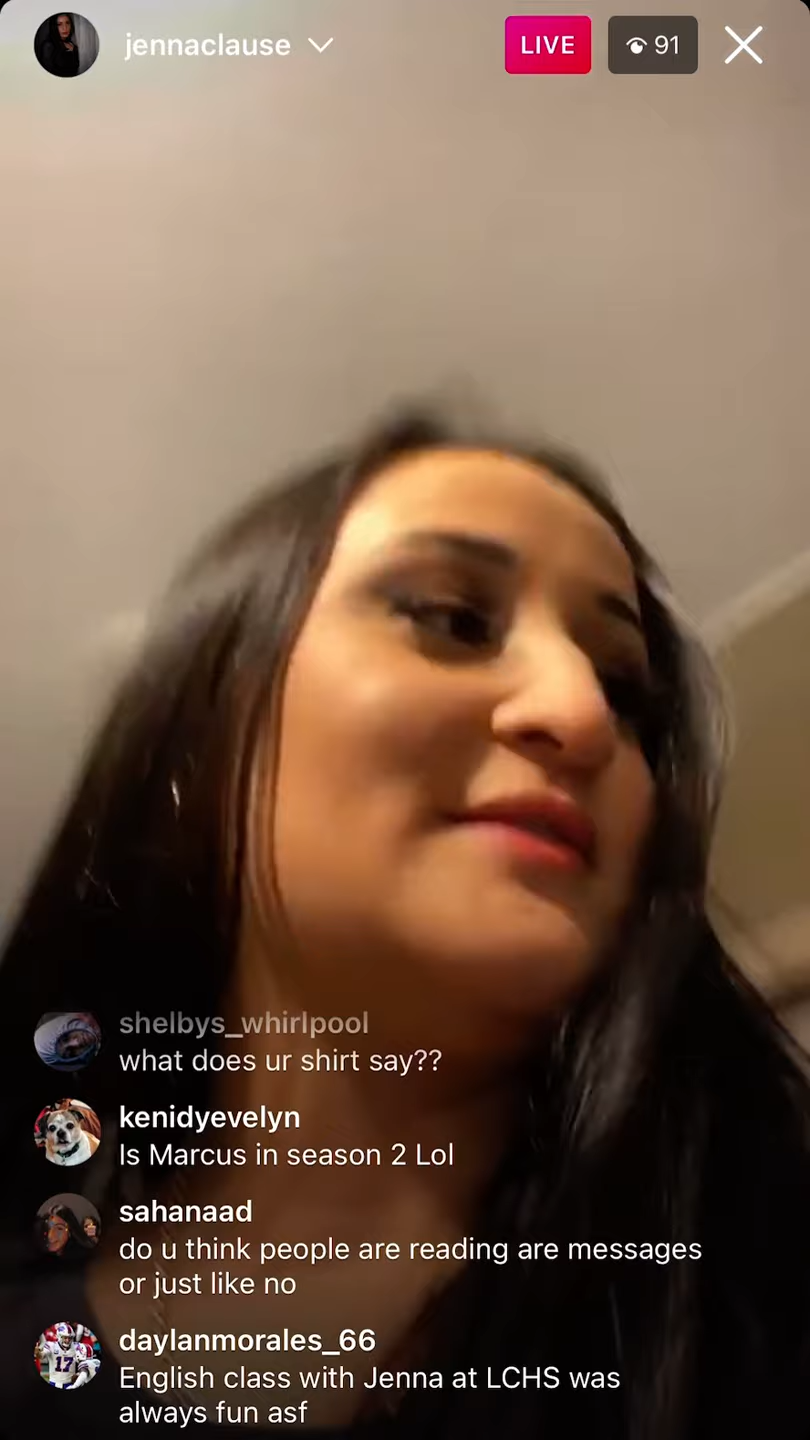 jennaclause
LIVE
91
shelbys_whirlpool
what does ur shirt say??
kenidyevelyn
Is Marcus in season 2 Lol
sahanaad
do u think people are reading are messages
or just like no
17
daylanmorales_66
English class with Jenna at LCHS was
always fun asf